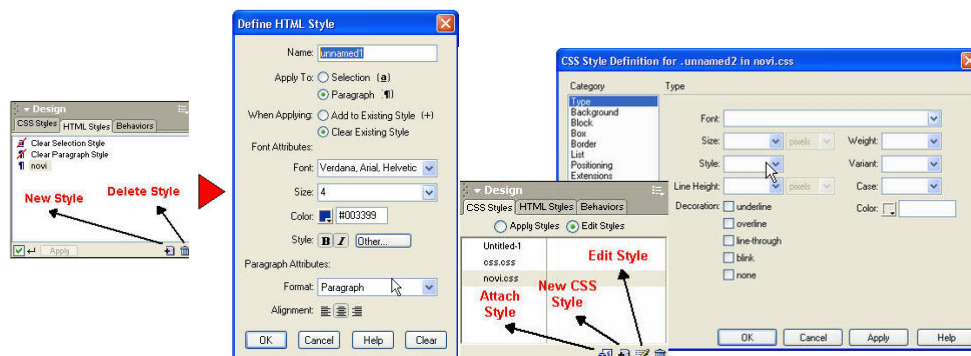 Design
CSS Styles HTML Styles Behaviors
Clear Selection Style
Clear Paragraph Style
novi
New Style
Delete Style
Apply
Define HTML Style
Name: unnamed1
Apply To: Selection (a)
Paragraph (¶)
When Applying: Add to Existing Style (+)
Clear Existing Style
Font Attributes:
Font: Verdana, Arial, Helvetic
Size: 4
Color: #003399
Style: B I Other...
Paragraph Attributes:
Format: Paragraph
Alignment:
OK Cancel Help Clear
Design
CSS Styles HTML Styles Behaviors
Apply Styles Edit Styles
Untitled-1
css.css
novi.css
Edit Style
New CSS
Style
Attach
Style
CSS Style Definition for .unnamed2 in novi.css
Category
Type
Background
Block
Box
Border
List
Positioning
Extensions
Type
Font:
Size: pixels Weight:
Style: Variant:
Line Height: pixels Case:
Decoration: underline Color:
overline
line-through
blink
none
OK Cancel Apply Help